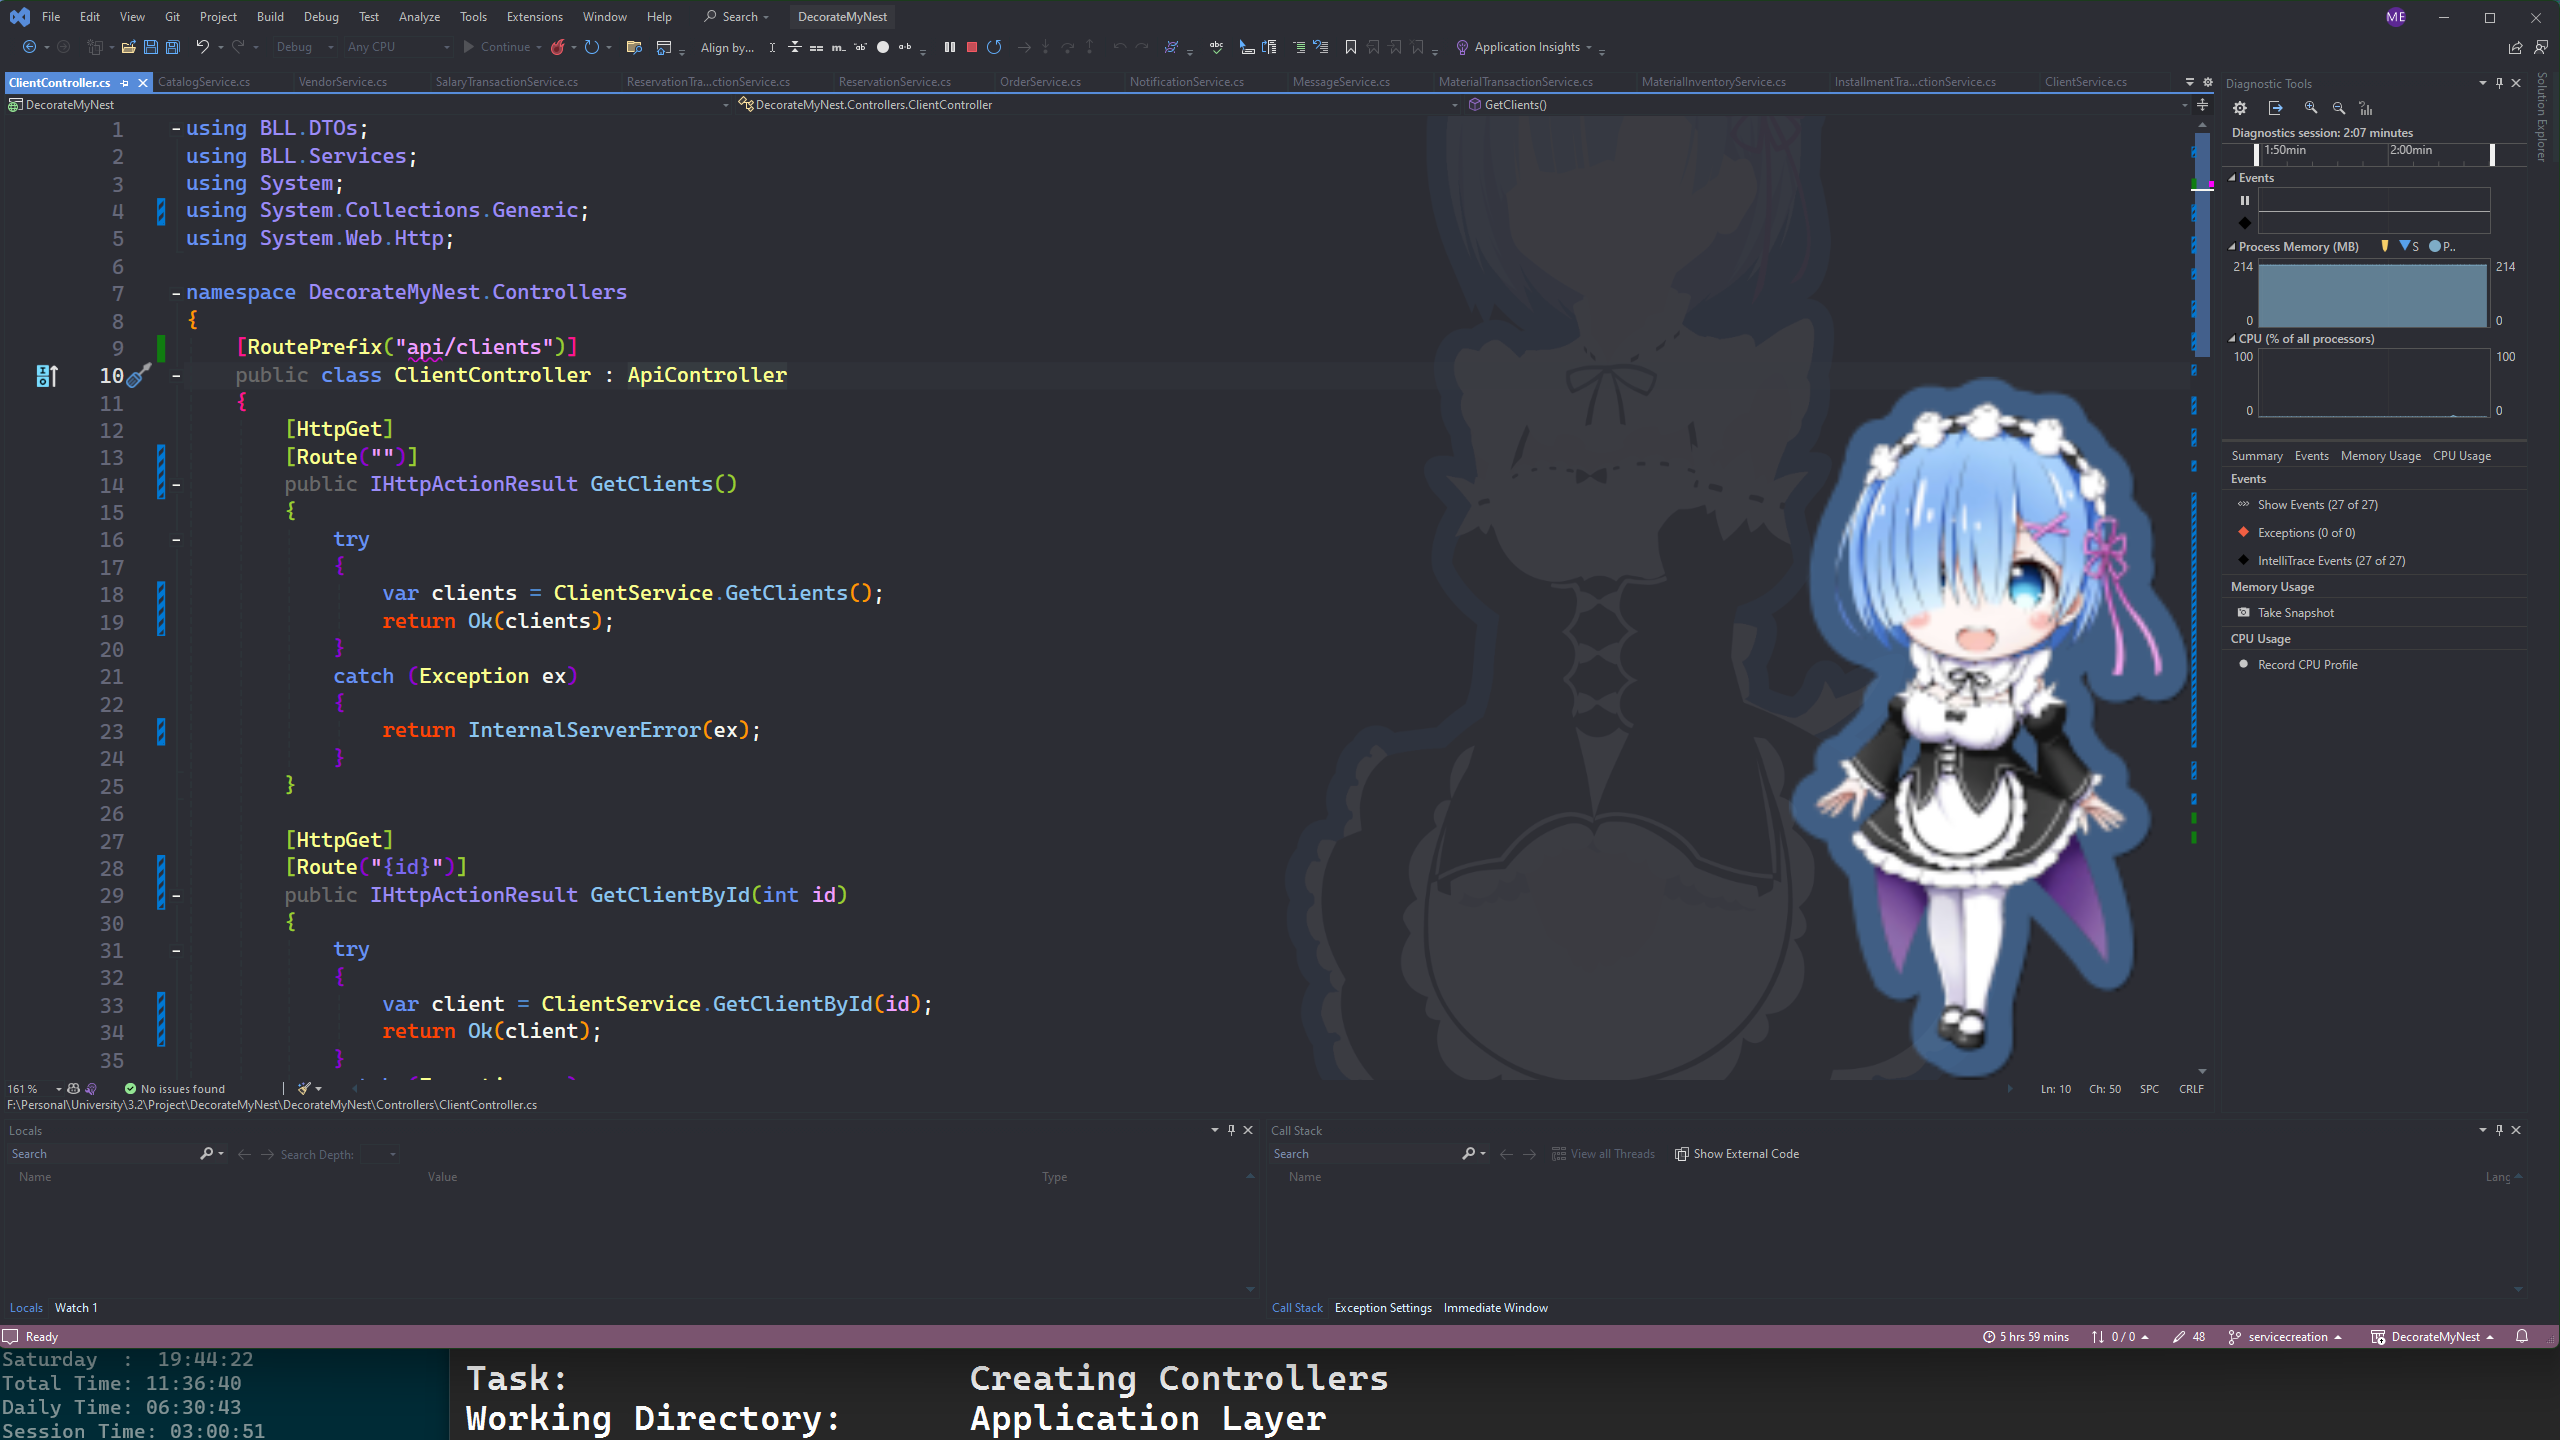 File Edit View Git Project Build Debug Test Analyze Tools Extensions Window Help Search DecorateMyNest ME
Debug Any CPU Continue Align by... Application Insights
ClientController.cs CatalogService.cs VendorService.cs SalaryTransactionService.cs ReservationTra...ctionService.cs ReservationService.cs OrderService.cs NotificationService.cs MessageService.cs MaterialTransactionService.cs MaterialInventoryService.cs InstallmentTra...ctionService.cs ClientService.cs
DecorateMyNest DecorateMyNest.Controllers.ClientController GetClients()
1 using BLL.DTOs;
2 using BLL.Services;
3 using System;
4 using System.Collections.Generic;
5 using System.Web.Http;
6
7 namespace DecorateMyNest.Controllers
8 {
9 [RoutePrefix("api/clients")]
10 public class ClientController : ApiController
11 {
12 [HttpGet]
13 [Route("")]
14 public IHttpActionResult GetClients()
15 {
16 try
17 {
18 var clients = ClientService.GetClients();
19 return Ok(clients);
20 }
21 catch (Exception ex)
22 {
23 return InternalServerError(ex);
24 }
25 }
26
27 [HttpGet]
28 [Route("{id}")]
29 public IHttpActionResult GetClientById(int id)
30 {
31 try
32 {
33 var client = ClientService.GetClientById(id);
34 return Ok(client);
35 }
161 % No issues found Ln: 10 Ch: 50 SPC CRLF
F:\Personal\University\3.2\Project\DecorateMyNest\DecorateMyNest\Controllers\ClientController.cs
Diagnostic Tools
Solution Explorer
Diagnostics session: 2:07 minutes
1:50min 2:00min
Events
Process Memory (MB) S P..
214 214
0 0
CPU (% of all processors)
100 100
0 0
Summary Events Memory Usage CPU Usage
Events
Show Events (27 of 27)
Exceptions (0 of 0)
IntelliTrace Events (27 of 27)
Memory Usage
Take Snapshot
CPU Usage
Record CPU Profile
Locals
Search Search Depth:
Name Value Type
Locals Watch 1
Call Stack
Search View all Threads Show External Code
Name Lang
Call Stack Exception Settings Immediate Window
Ready 5 hrs 59 mins 0 / 0 48 servicecreation DecorateMyNest
Saturday : 19:44:22
Total Time: 11:36:40
Daily Time: 06:30:43
Session Time: 03:00:51
Task: Creating Controllers
Working Directory: Application Layer